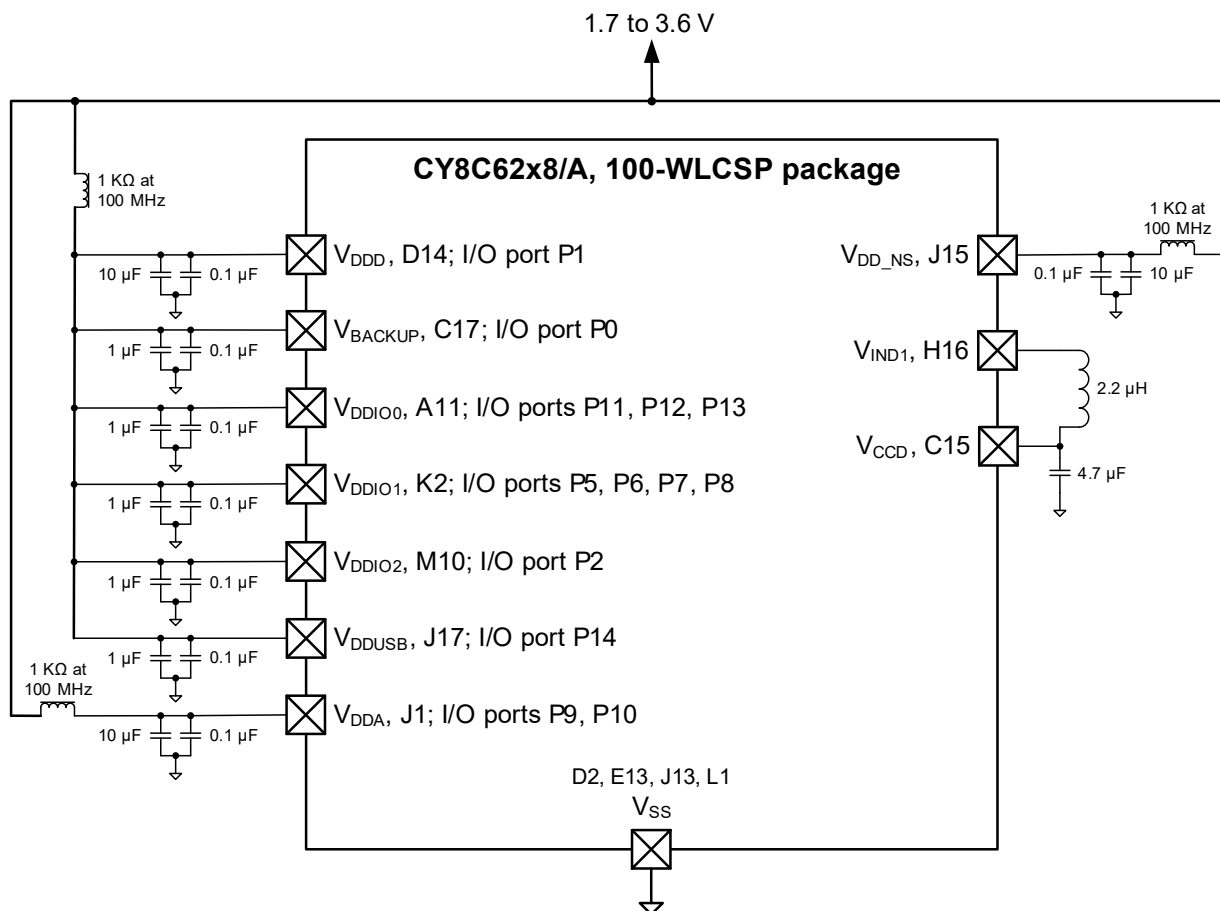 1.7 to 3.6 V
CY8C62x8/A, 100-WLCSP package
1 KΩ at
100 MHz
10 µF
0.1 µF
VDDD, D14; I/O port P1
1 µF
0.1 µF
VBACKUP, C17; I/O port P0
1 µF
0.1 µF
VDDIO0, A11; I/O ports P11, P12, P13
1 µF
0.1 µF
VDDIO1, K2; I/O ports P5, P6, P7, P8
1 µF
0.1 µF
VDDIO2, M10; I/O port P2
1 µF
0.1 µF
VDDUSB, J17; I/O port P14
1 KΩ at
100 MHz
10 µF
0.1 µF
VDDA, J1; I/O ports P9, P10
VDD_NS, J15
0.1 µF
10 µF
1 KΩ at
100 MHz
VIND1, H16
2.2 µH
VCCD, C15
4.7 µF
D2, E13, J13, L1
VSS